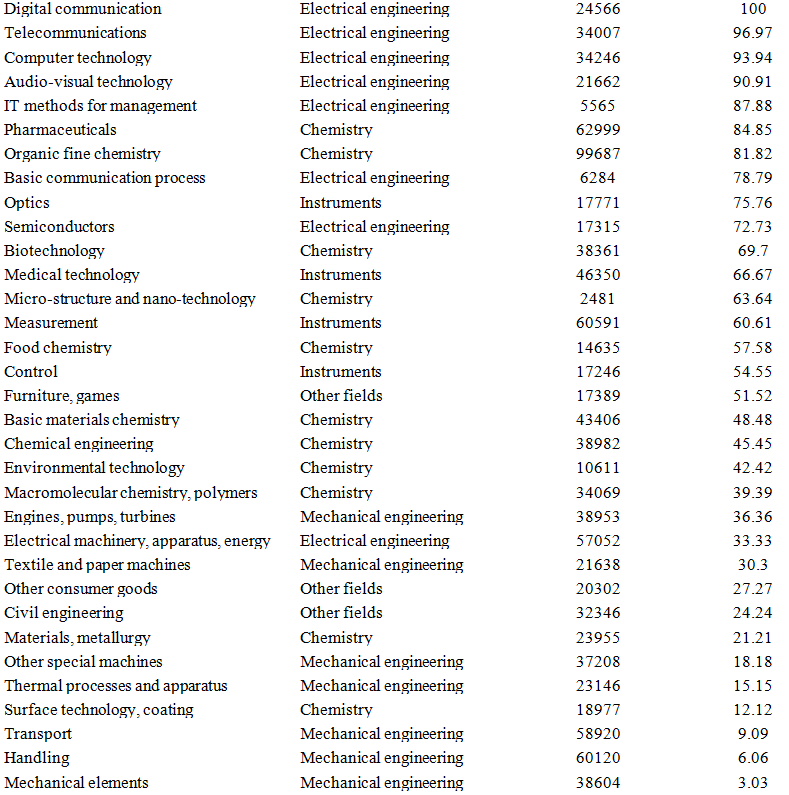 Digital communication Electrical engineering 24566 100
Telecommunications Electrical engineering 34007 96.97
Computer technology Electrical engineering 34246 93.94
Audio-visual technology Electrical engineering 21662 90.91
IT methods for management Electrical engineering 5565 87.88
Pharmaceuticals Chemistry 62999 84.85
Organic fine chemistry Chemistry 99687 81.82
Basic communication process Electrical engineering 6284 78.79
Optics Instruments 17771 75.76
Semiconductors Electrical engineering 17315 72.73
Biotechnology Chemistry 38361 69.7
Medical technology Instruments 46350 66.67
Micro-structure and nano-technology Chemistry 2481 63.64
Measurement Instruments 60591 60.61
Food chemistry Chemistry 14635 57.58
Control Instruments 17246 54.55
Furniture, games Other fields 17389 51.52
Basic materials chemistry Chemistry 43406 48.48
Chemical engineering Chemistry 38982 45.45
Environmental technology Chemistry 10611 42.42
Macromolecular chemistry, polymers Chemistry 34069 39.39
Engines, pumps, turbines Mechanical engineering 38953 36.36
Electrical machinery, apparatus, energy Electrical engineering 57052 33.33
Textile and paper machines Mechanical engineering 21638 30.3
Other consumer goods Other fields 20302 27.27
Civil engineering Other fields 32346 24.24
Materials, metallurgy Chemistry 23955 21.21
Other special machines Mechanical engineering 37208 18.18
Thermal processes and apparatus Mechanical engineering 23146 15.15
Surface technology, coating Chemistry 18977 12.12
Transport Mechanical engineering 58920 9.09
Handling Mechanical engineering 60120 6.06
Mechanical elements Mechanical engineering 38604 3.03